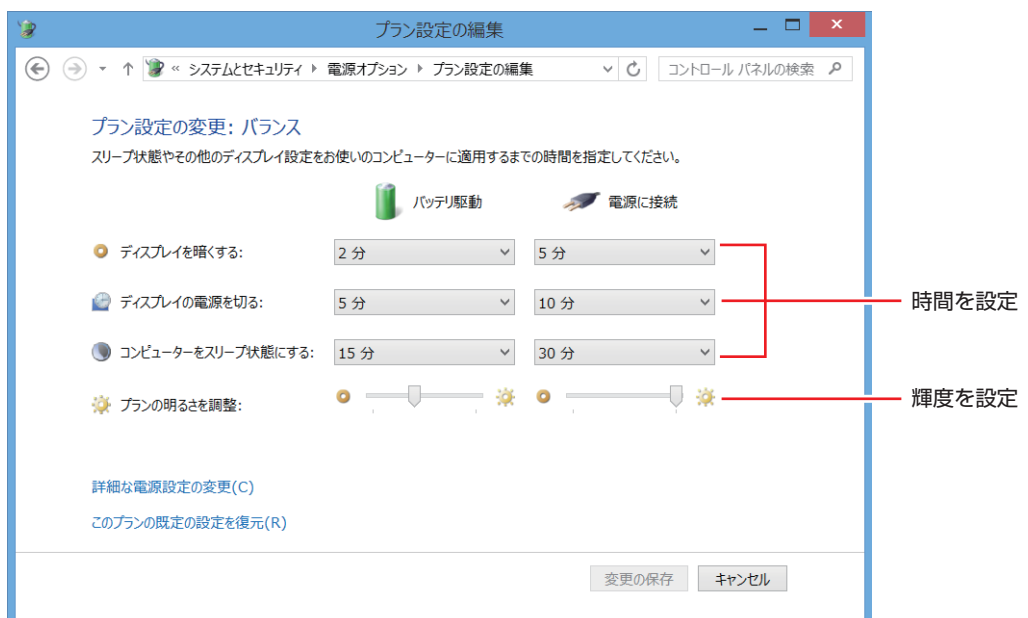 プラン設定の編集
« システムとセキュリティ ▸ 電源オプション ▸ プラン設定の編集
コントロール パネルの検索
プラン設定の変更: バランス
スリープ状態やその他のディスプレイ設定をお使いのコンピューターに適用するまでの時間を指定してください。
バッテリ駆動 電源に接続
ディスプレイを暗くする: 2 分 5 分
ディスプレイの電源を切る: 5 分 10 分
時間を設定
コンピューターをスリープ状態にする: 15 分 30 分
プランの明るさを調整:
輝度を設定
詳細な電源設定の変更(C)
このプランの既定の設定を復元(R)
変更の保存 キャンセル